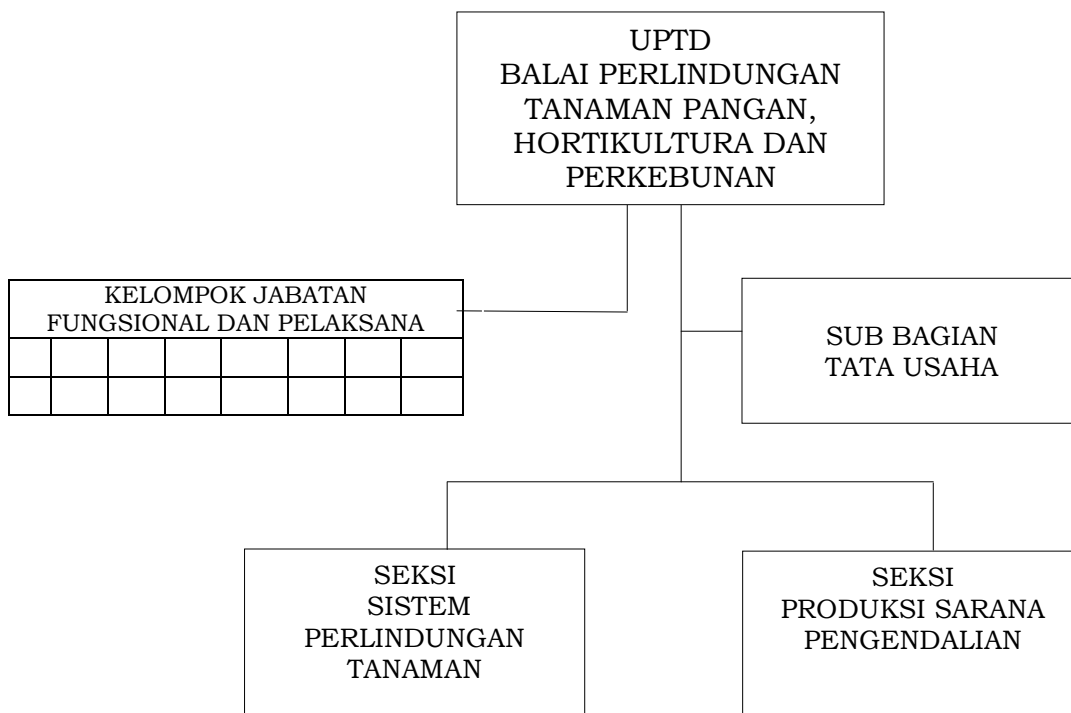 UPTD
BALAI PERLINDUNGAN
TANAMAN PANGAN,
HORTIKULTURA DAN
PERKEBUNAN
KELOMPOK JABATAN
FUNGSIONAL DAN PELAKSANA
SUB BAGIAN
TATA USAHA
SEKSI
SISTEM
PERLINDUNGAN
TANAMAN
SEKSI
PRODUKSI SARANA
PENGENDALIAN